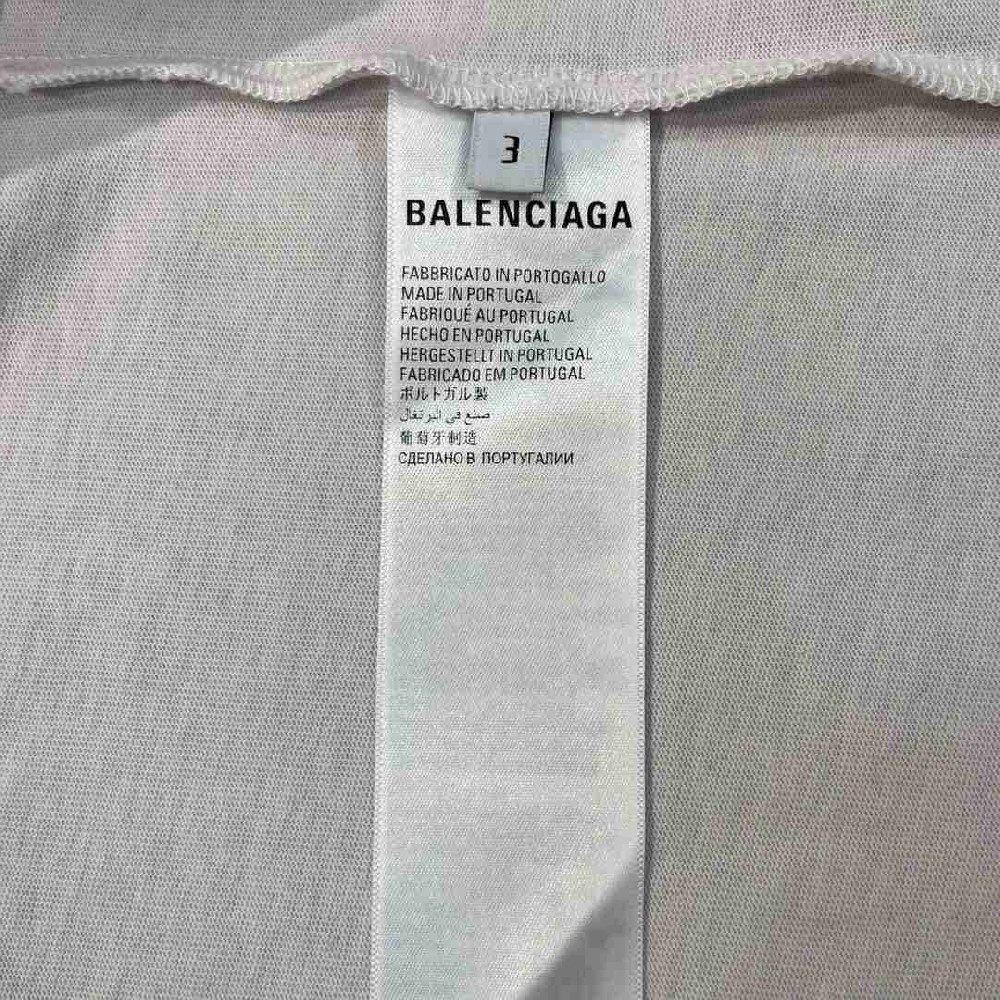 3
BALENCIAGA
FABBRICATO IN PORTOGALLO
MADE IN PORTUGAL
FABRIQUÉ AU PORTUGAL
HECHO EN PORTUGAL
HERGESTELLT IN PORTUGAL
FABRICADO EM PORTUGAL
ポルトガル製
صنع في البرتغال
葡萄牙制造
СДЕЛАНО В ПОРТУГАЛИИ